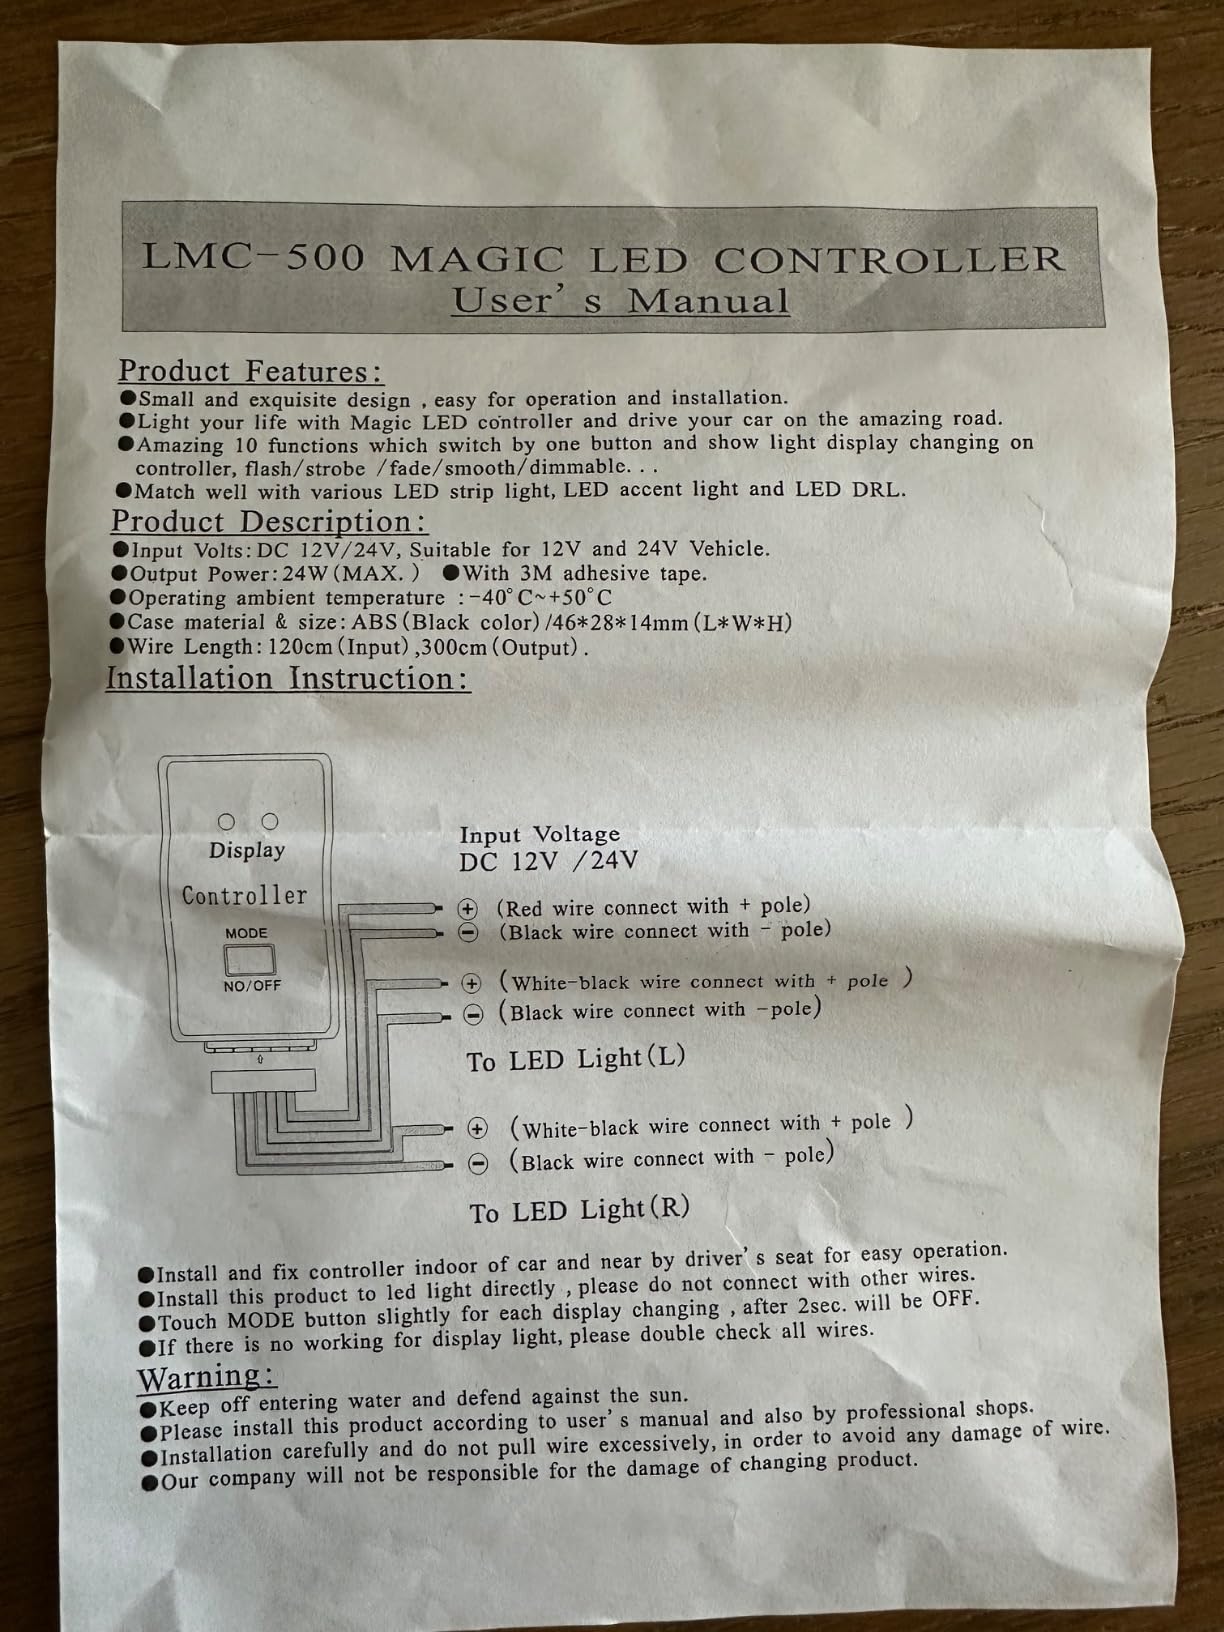 LMC-500 MAGIC LED CONTROLLER
User's Manual
Product Features:
●Small and exquisite design , easy for operation and installation.
●Light your life with Magic LED controller and drive your car on the amazing road.
●Amazing 10 functions which switch by one button and show light display changing on
controller, flash/strobe /fade/smooth/dimmable...
●Match well with various LED strip light, LED accent light and LED DRL.
Product Description:
●Input Volts: DC 12V/24V, Suitable for 12V and 24V Vehicle.
●Output Power: 24W (MAX. ) ●With 3M adhesive tape.
●Operating ambient temperature : -40°C~+50°C
●Case material & size: ABS (Black color) /46*28*14mm (L*W*H)
●Wire Length: 120cm (Input) ,300cm (Output) .
Installation Instruction:
Display
Controller
MODE
NO/OFF
Input Voltage
DC 12V /24V
+ (Red wire connect with + pole)
- (Black wire connect with - pole)
+ (White-black wire connect with + pole )
- (Black wire connect with -pole)
To LED Light (L)
+ (White-black wire connect with + pole )
- (Black wire connect with - pole)
To LED Light (R)
●Install and fix controller indoor of car and near by driver's seat for easy operation.
●Install this product to led light directly , please do not connect with other wires.
●Touch MODE button slightly for each display changing , after 2sec. will be OFF.
●If there is no working for display light, please double check all wires.
Warning:
●Keep off entering water and defend against the sun.
●Please install this product according to user's manual and also by professional shops.
●Installation carefully and do not pull wire excessively, in order to avoid any damage of wire.
●Our company will not be responsible for the damage of changing product.